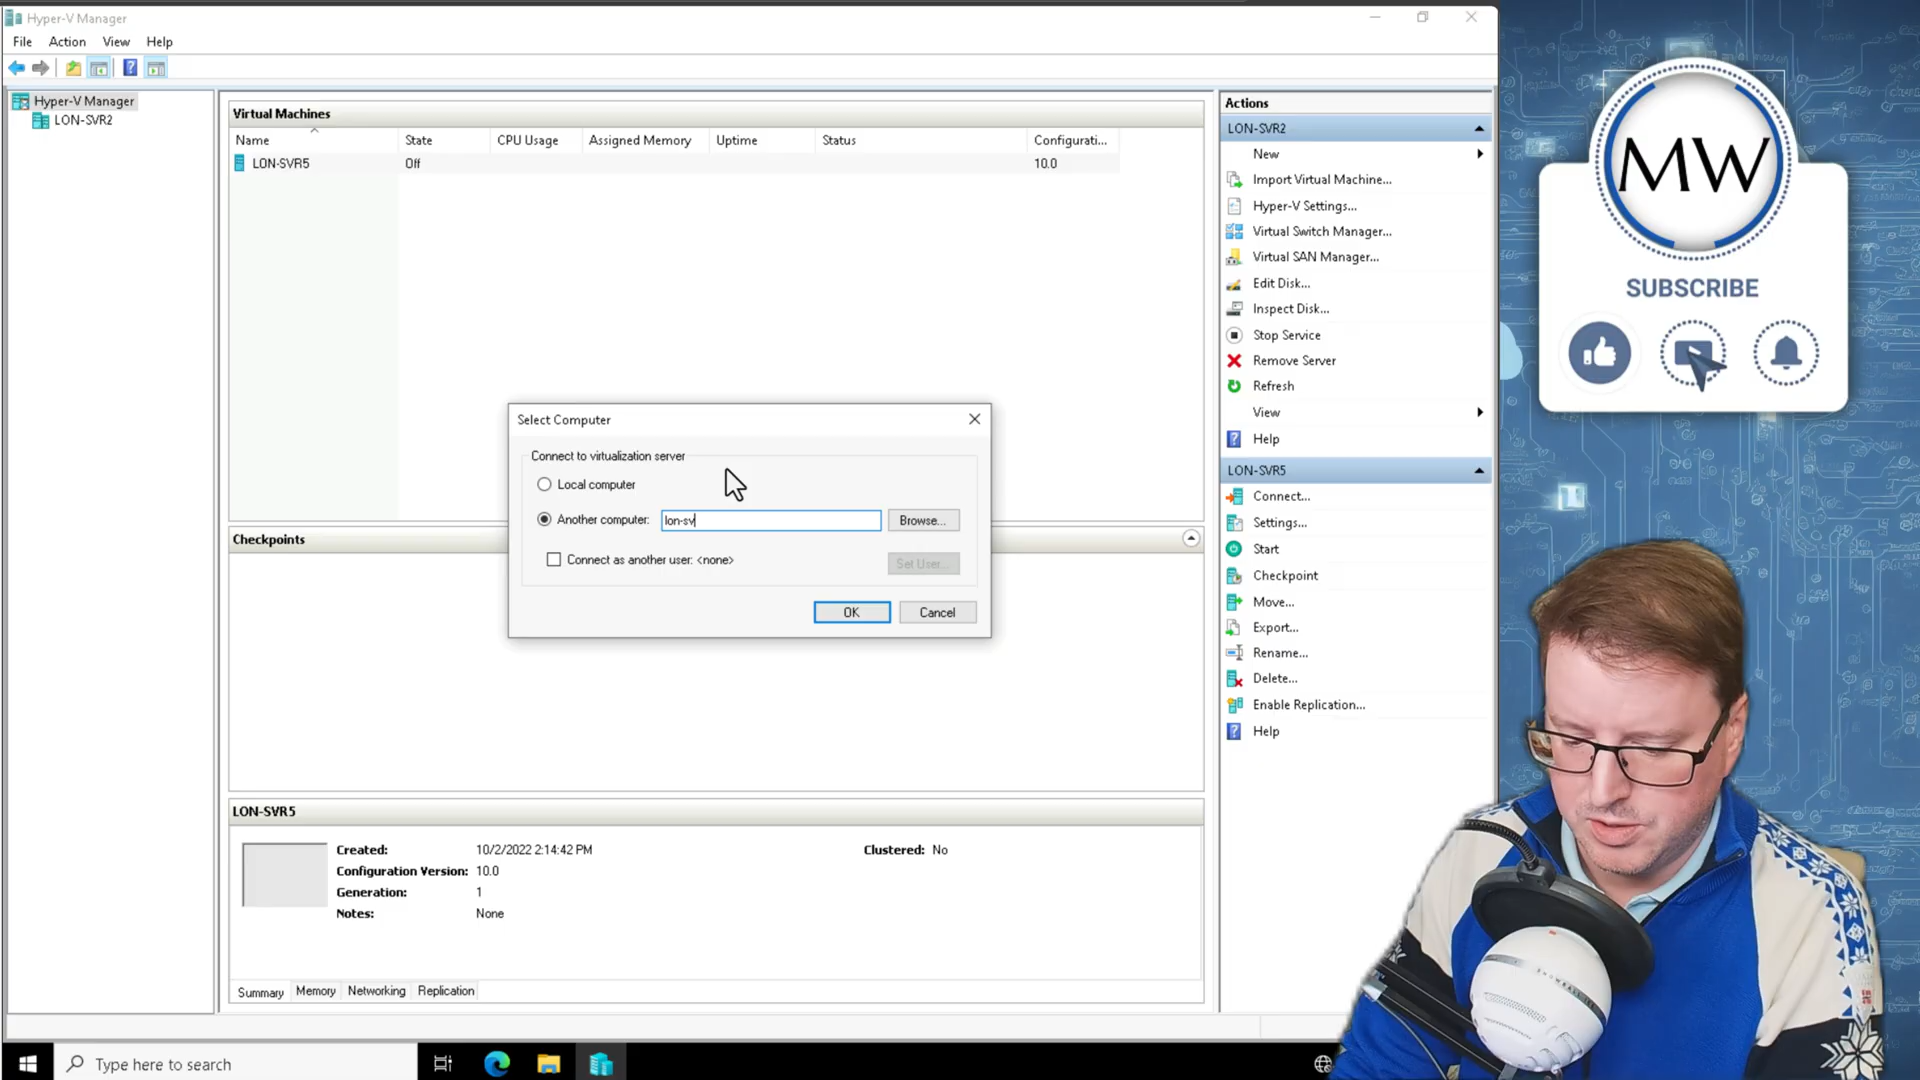 Hyper-V Manager
File Action View Help
Hyper-V Manager
LON-SVR2
Virtual Machines
Name State CPU Usage Assigned Memory Uptime Status Configurati...
LON-SVR5 Off 10.0
Select Computer
Connect to virtualization server
Local computer
Another computer: lon-sv Browse...
Connect as another user: <none> Set User...
OK Cancel
Checkpoints
LON-SVR5
Created: 10/2/2022 2:14:42 PM Clustered: No
Configuration Version: 10.0
Generation: 1
Notes: None
Summary Memory Networking Replication
Actions
LON-SVR2
New
Import Virtual Machine...
Hyper-V Settings...
Virtual Switch Manager...
Virtual SAN Manager...
Edit Disk...
Inspect Disk...
Stop Service
Remove Server
Refresh
View
Help
LON-SVR5
Connect...
Settings...
Start
Checkpoint
Move...
Export...
Rename...
Delete...
Enable Replication...
Help
Type here to search
MW
SUBSCRIBE